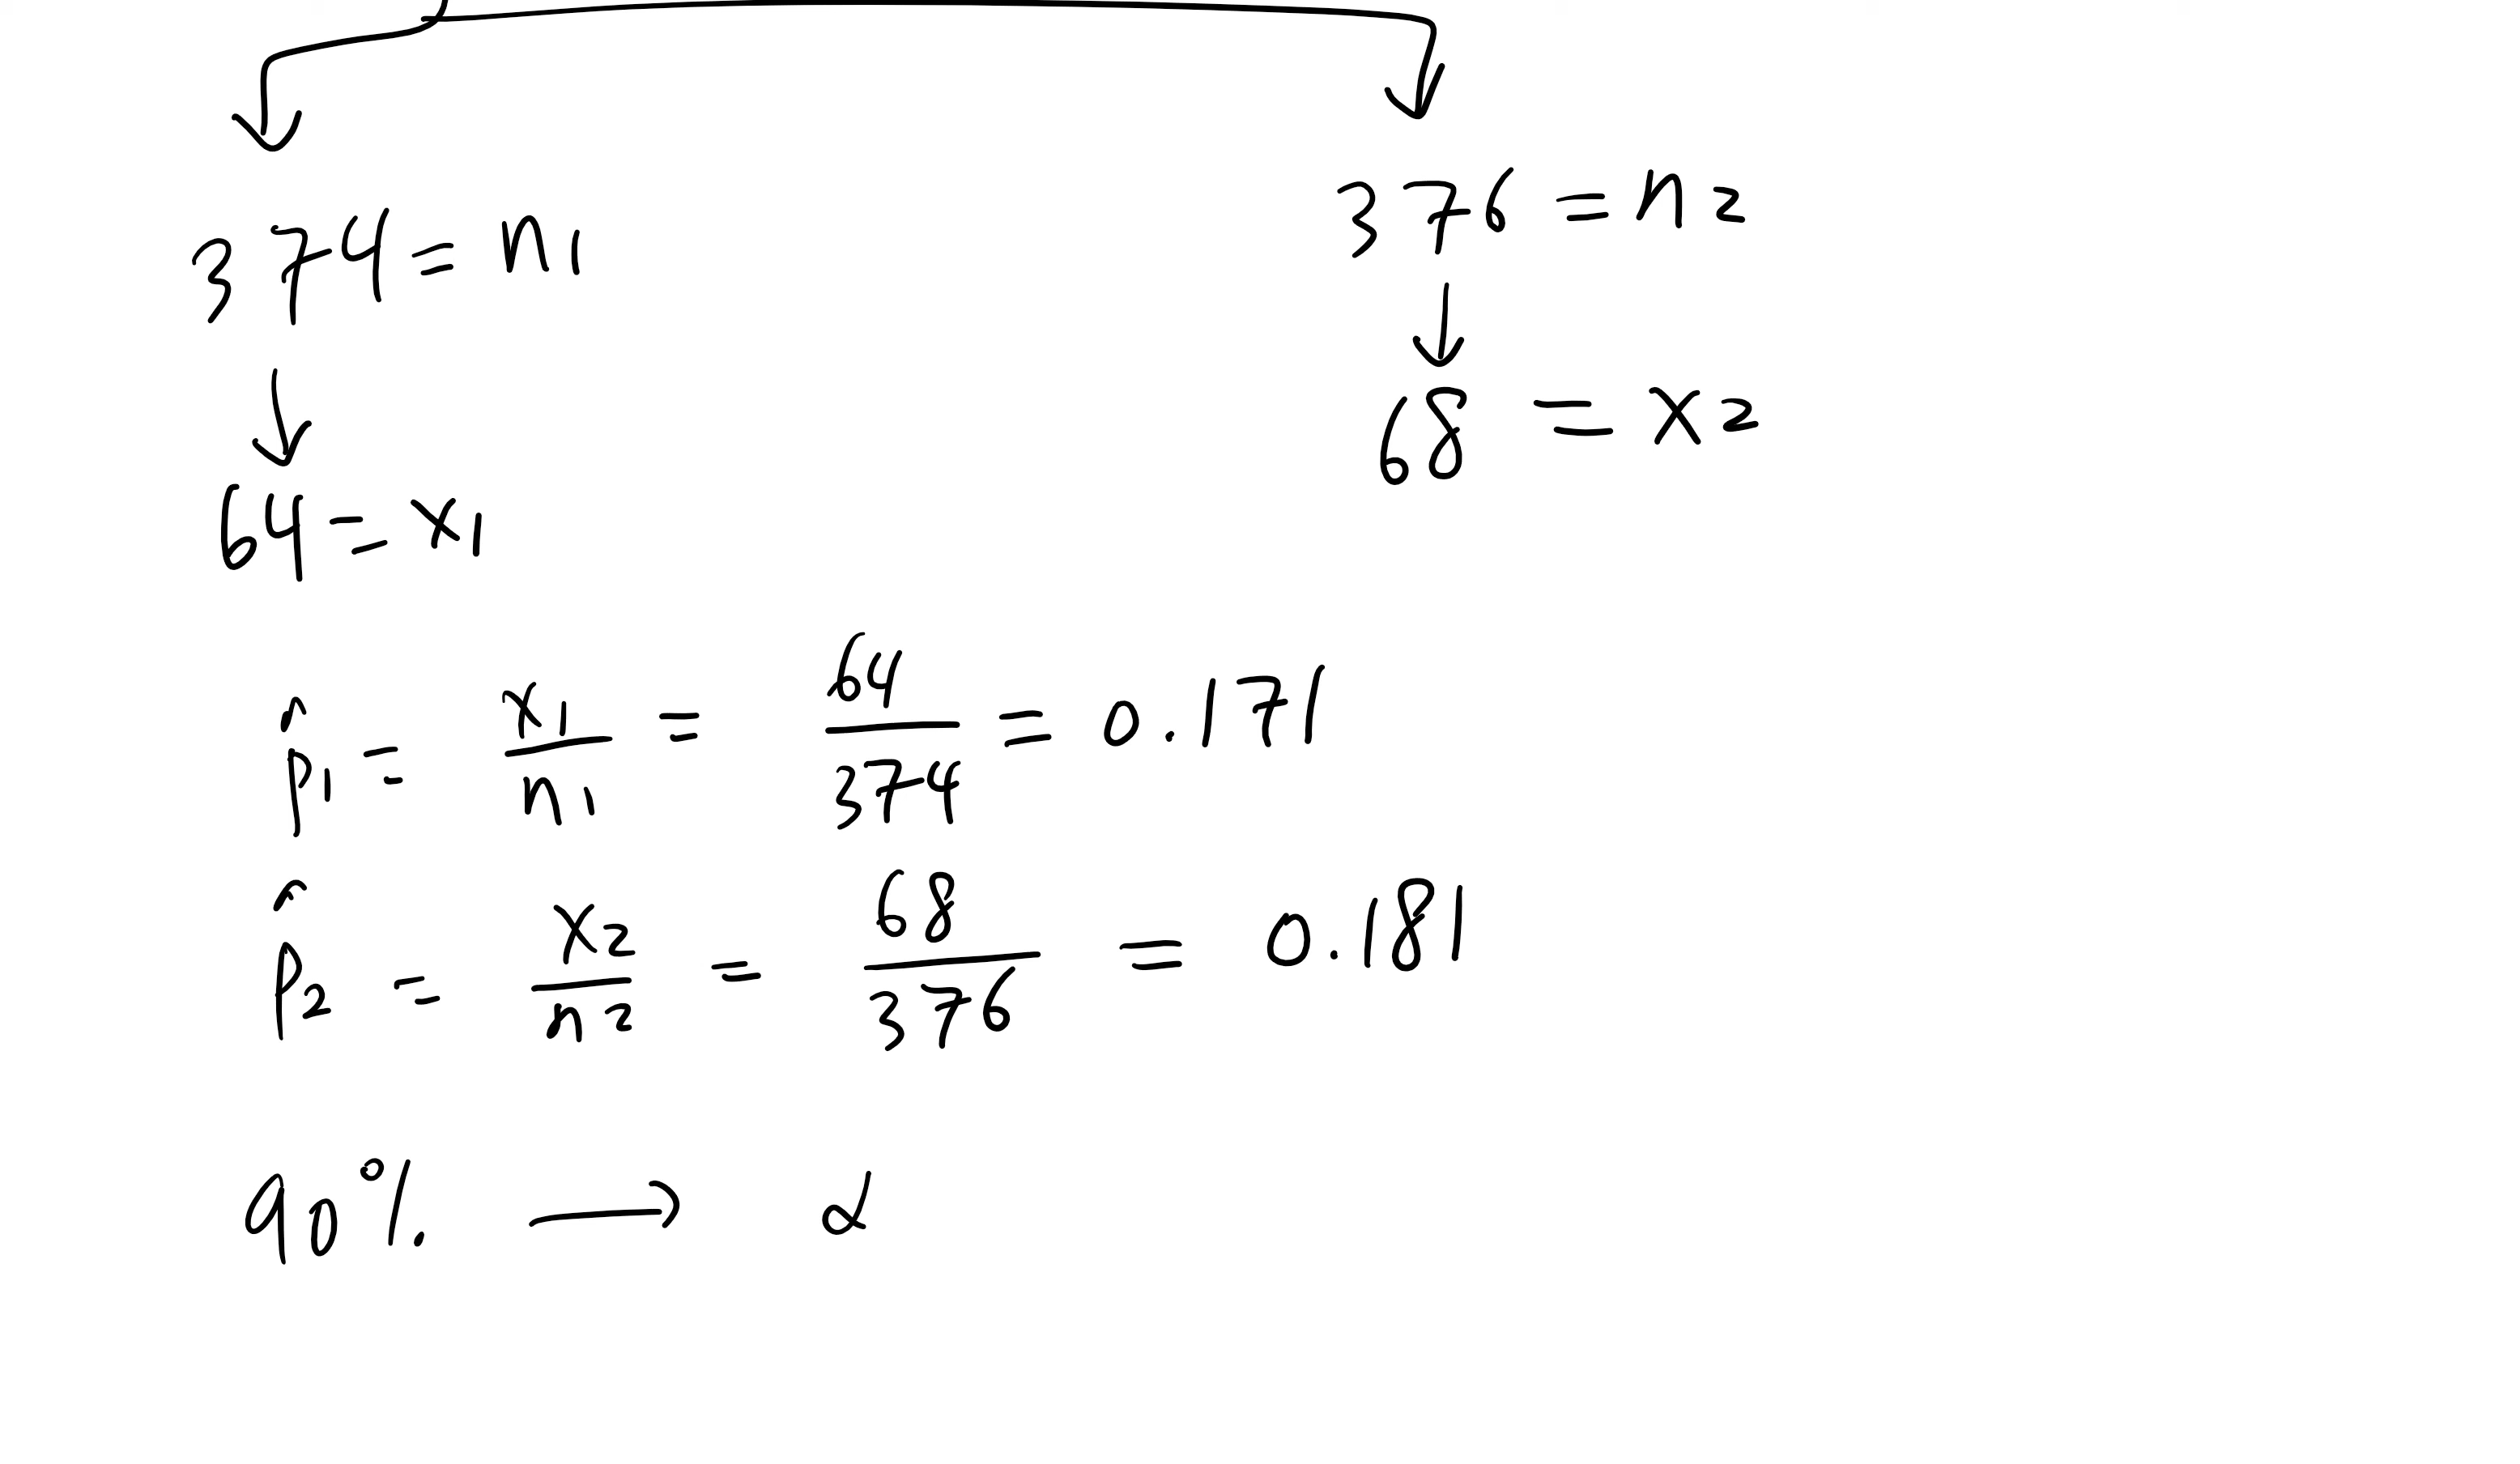 374 = n1
376 = n2
64 = x1
68 = x2
p̂1 = x1/n1 = 64/374 = 0.171
p̂2 = x2/n2 = 68/376 = 0.181
90% → α